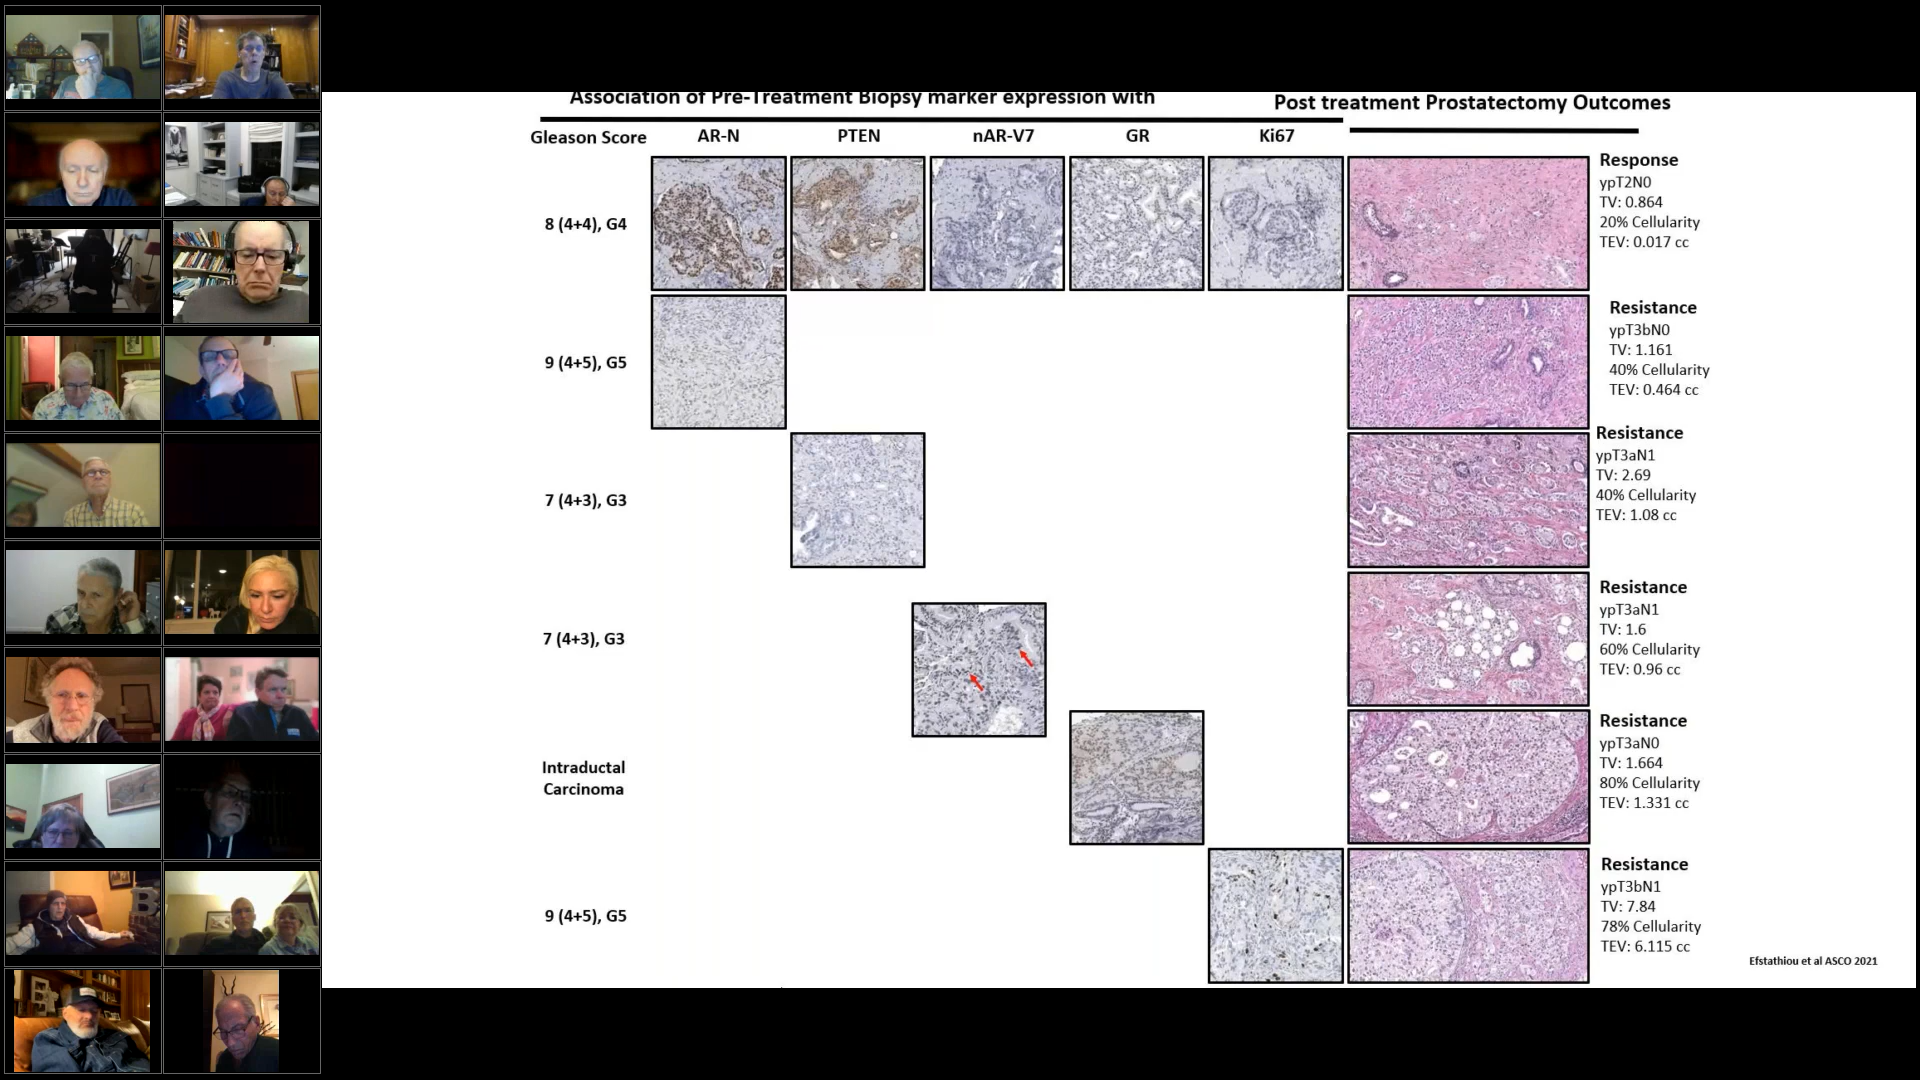 Association of Pre-Treatment Biopsy marker expression with
Post treatment Prostatectomy Outcomes
Gleason Score AR-N PTEN nAR-V7 GR Ki67
8 (4+4), G4
Response
ypT2N0
TV: 0.864
20% Cellularity
TEV: 0.017 cc
9 (4+5), G5
Resistance
ypT3bN0
TV: 1.161
40% Cellularity
TEV: 0.464 cc
7 (4+3), G3
Resistance
ypT3aN1
TV: 2.69
40% Cellularity
TEV: 1.08 cc
7 (4+3), G3
Resistance
ypT3aN1
TV: 1.6
60% Cellularity
TEV: 0.96 cc
Intraductal
Carcinoma
Resistance
ypT3aN0
TV: 1.664
80% Cellularity
TEV: 1.331 cc
9 (4+5), G5
Resistance
ypT3bN1
TV: 7.84
78% Cellularity
TEV: 6.115 cc
Efstathiou et al ASCO 2021